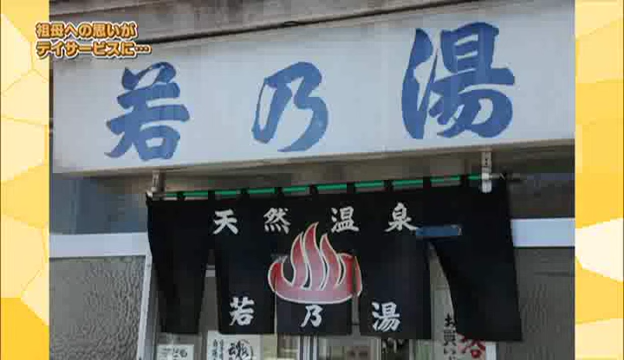 祖母への思いが
デイサービスに…
若乃湯
天然温泉
若乃湯